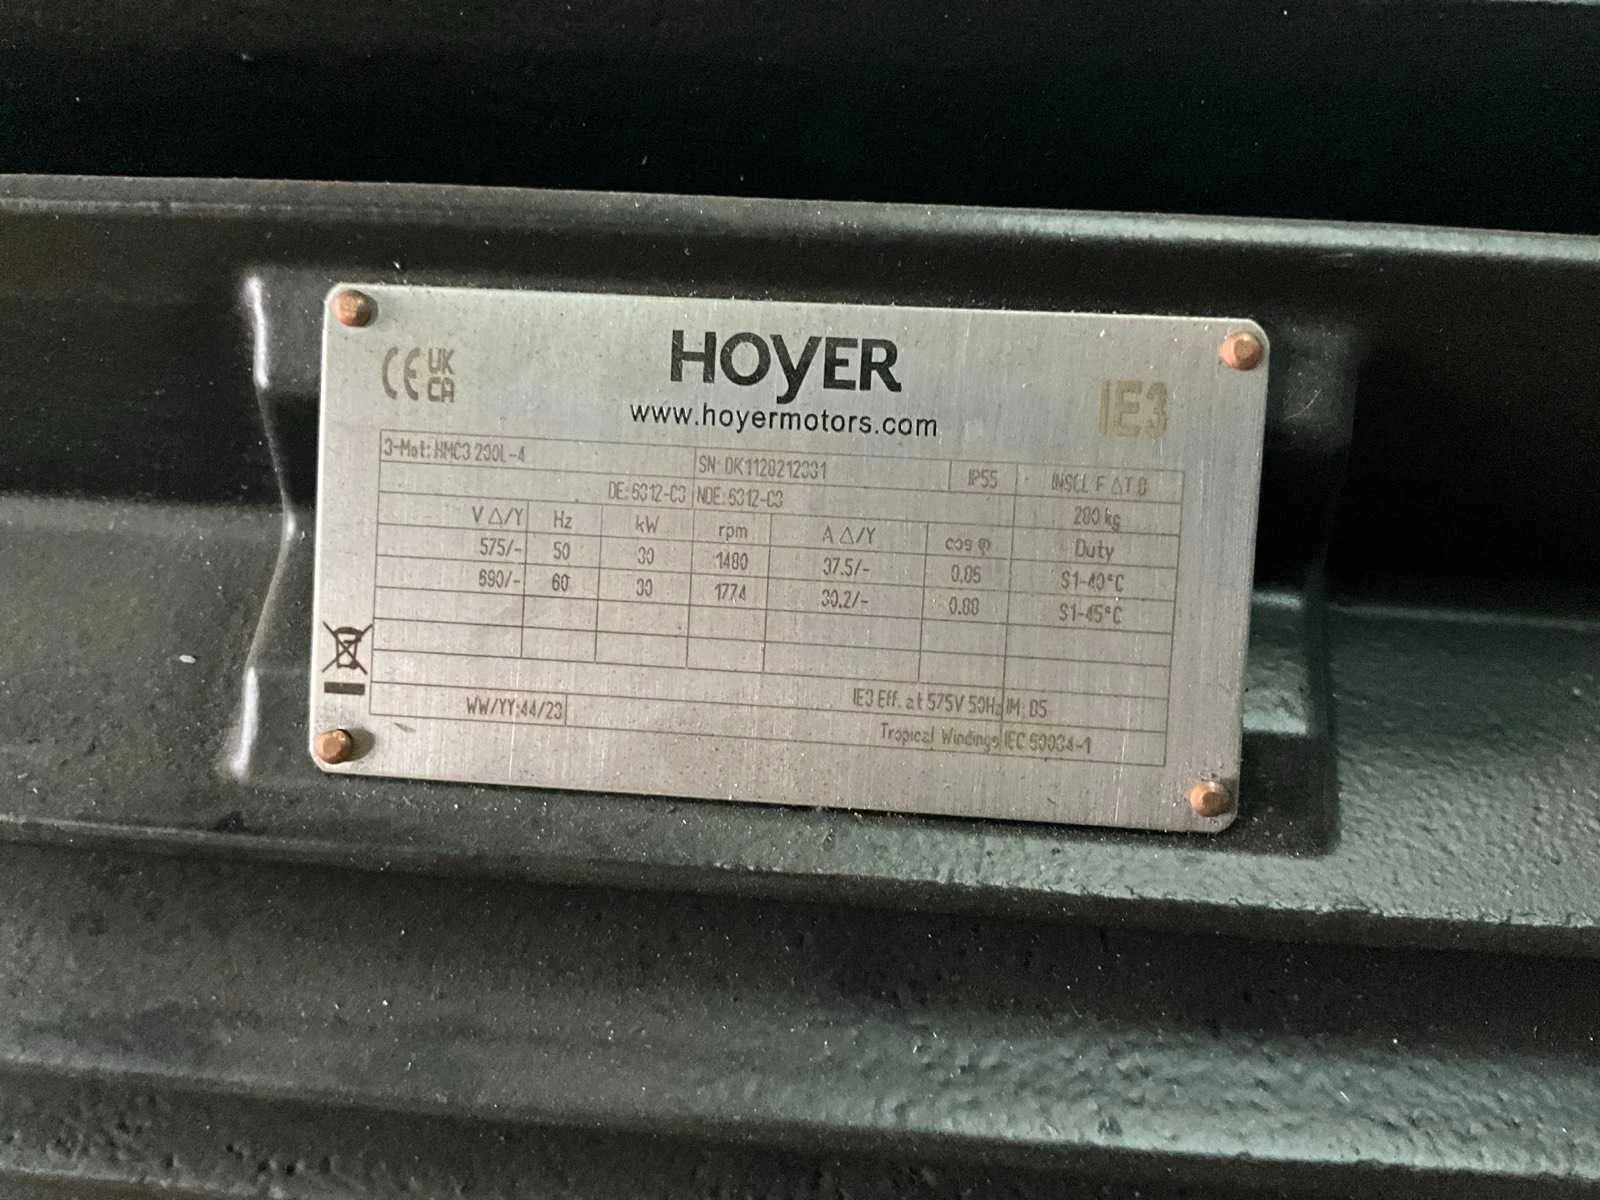 CE UK CA
HOYER
www.hoyermotors.com
IE3
3-Mot: HMC3 200L-4 SN: DK1128212331 IP55 INSCL F ΔT B
DE: 6312-C3 NDE: 6312-C3 280 kg
V Δ/Y Hz kW rpm A Δ/Y cos φ Duty
575/- 50 30 1480 37.5/- 0.85 S1-40°C
690/- 60 30 1774 30.2/- 0.88 S1-45°C
IE3 Eff. at 575V 50Hz IM: B5
WW/YY:44/23 Tropical Windings IEC 60034-1